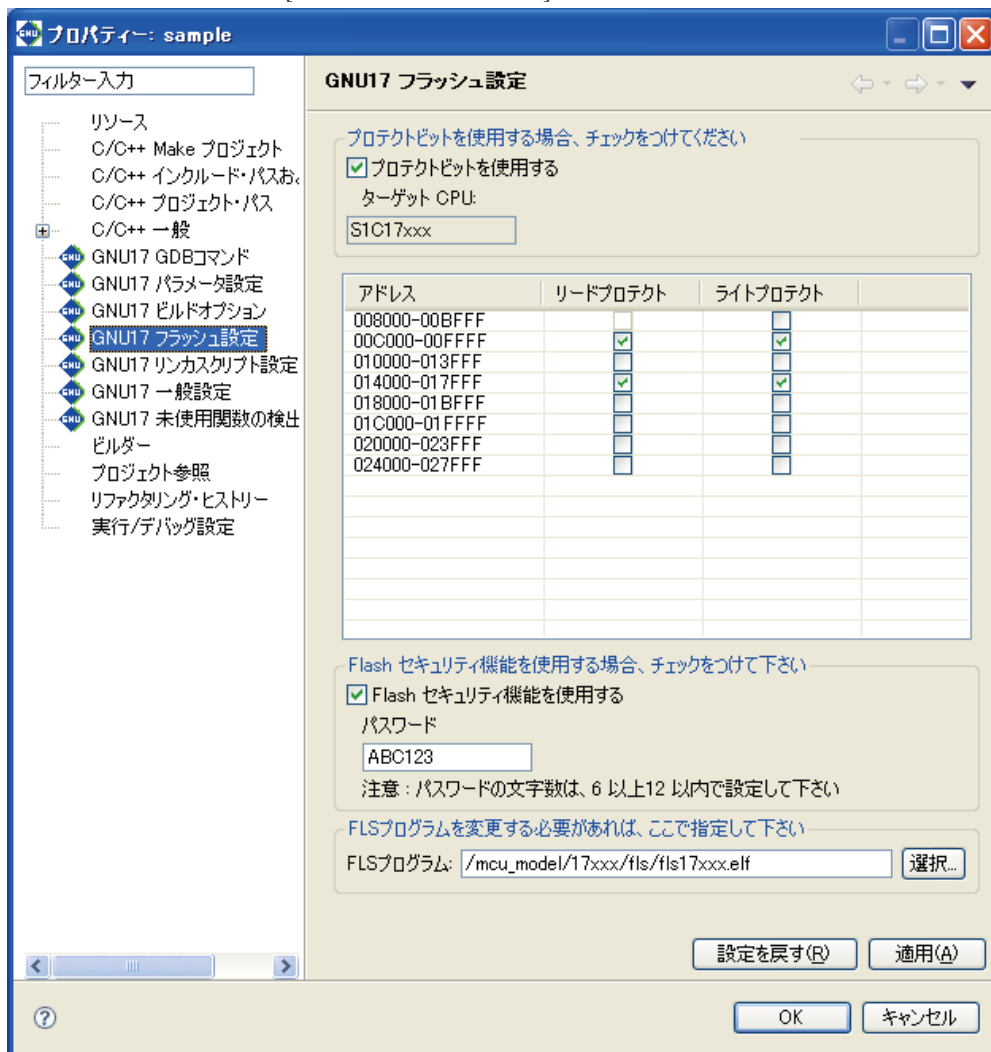 プロパティー: sample
フィルター入力
リソース
C/C++ Make プロジェクト
C/C++ インクルード・パスお
C/C++ プロジェクト・パス
C/C++ 一般
GNU17 GDBコマンド
GNU17 パラメータ設定
GNU17 ビルドオプション
GNU17 フラッシュ設定
GNU17 リンカスクリプト設定
GNU17 一般設定
GNU17 未使用関数の検出
ビルダー
プロジェクト参照
リファクタリング・ヒストリー
実行/デバッグ設定
GNU17 フラッシュ設定
プロテクトビットを使用する場合、チェックをつけてください
プロテクトビットを使用する
ターゲット CPU:
S1C17xxx
アドレス リードプロテクト ライトプロテクト
008000-00BFFF
00C000-00FFFF
010000-013FFF
014000-017FFF
018000-01BFFF
01C000-01FFFF
020000-023FFF
024000-027FFF
Flash セキュリティ機能を使用する場合、チェックをつけて下さい
Flash セキュリティ機能を使用する
パスワード
ABC123
注意：パスワードの文字数は、6 以上12 以内で設定して下さい
FLSプログラムを変更する必要があれば、ここで指定して下さい
FLSプログラム: /mcu_model/17xxx/fls/fls17xxx.elf 選択...
設定を戻す(R) 適用(A)
OK キャンセル